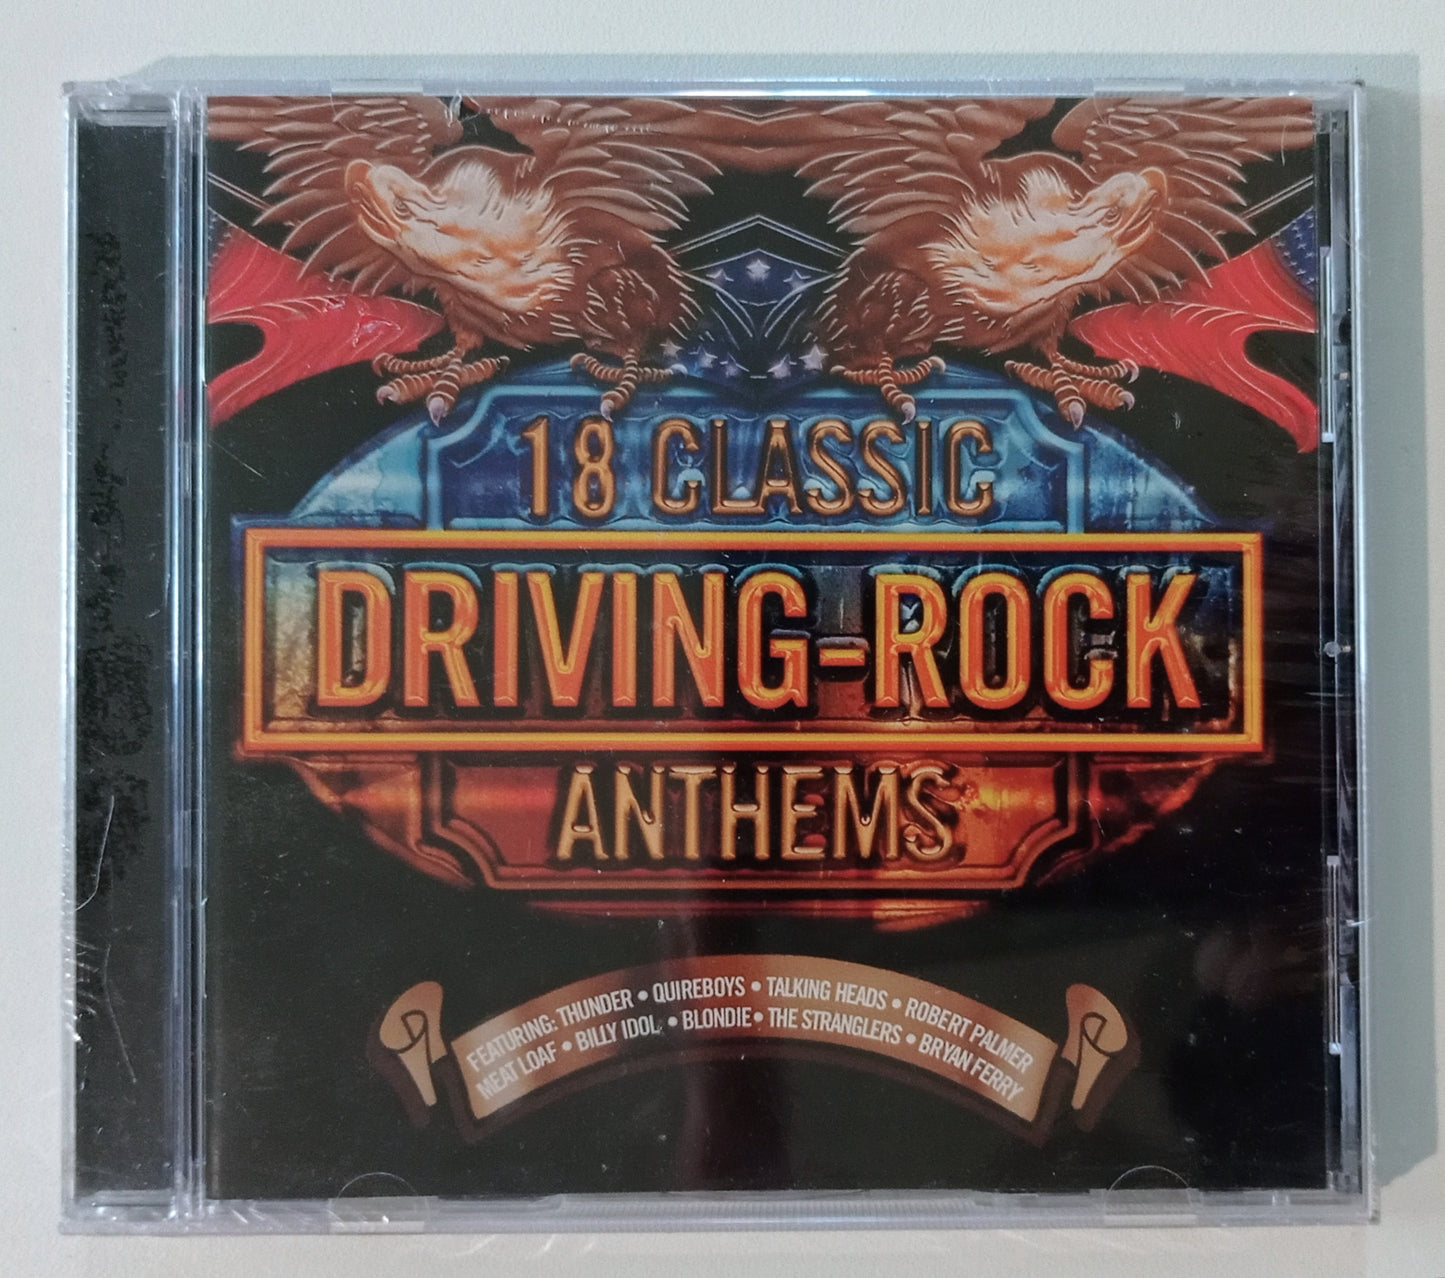 18 CLASSIC
DRIVING-ROCK
ANTHEMS
FEATURING: THUNDER • QUIREBOYS • TALKING HEADS • ROBERT PALMER
MEAT LOAF • BILLY IDOL • BLONDIE • THE STRANGLERS • BRYAN FERRY